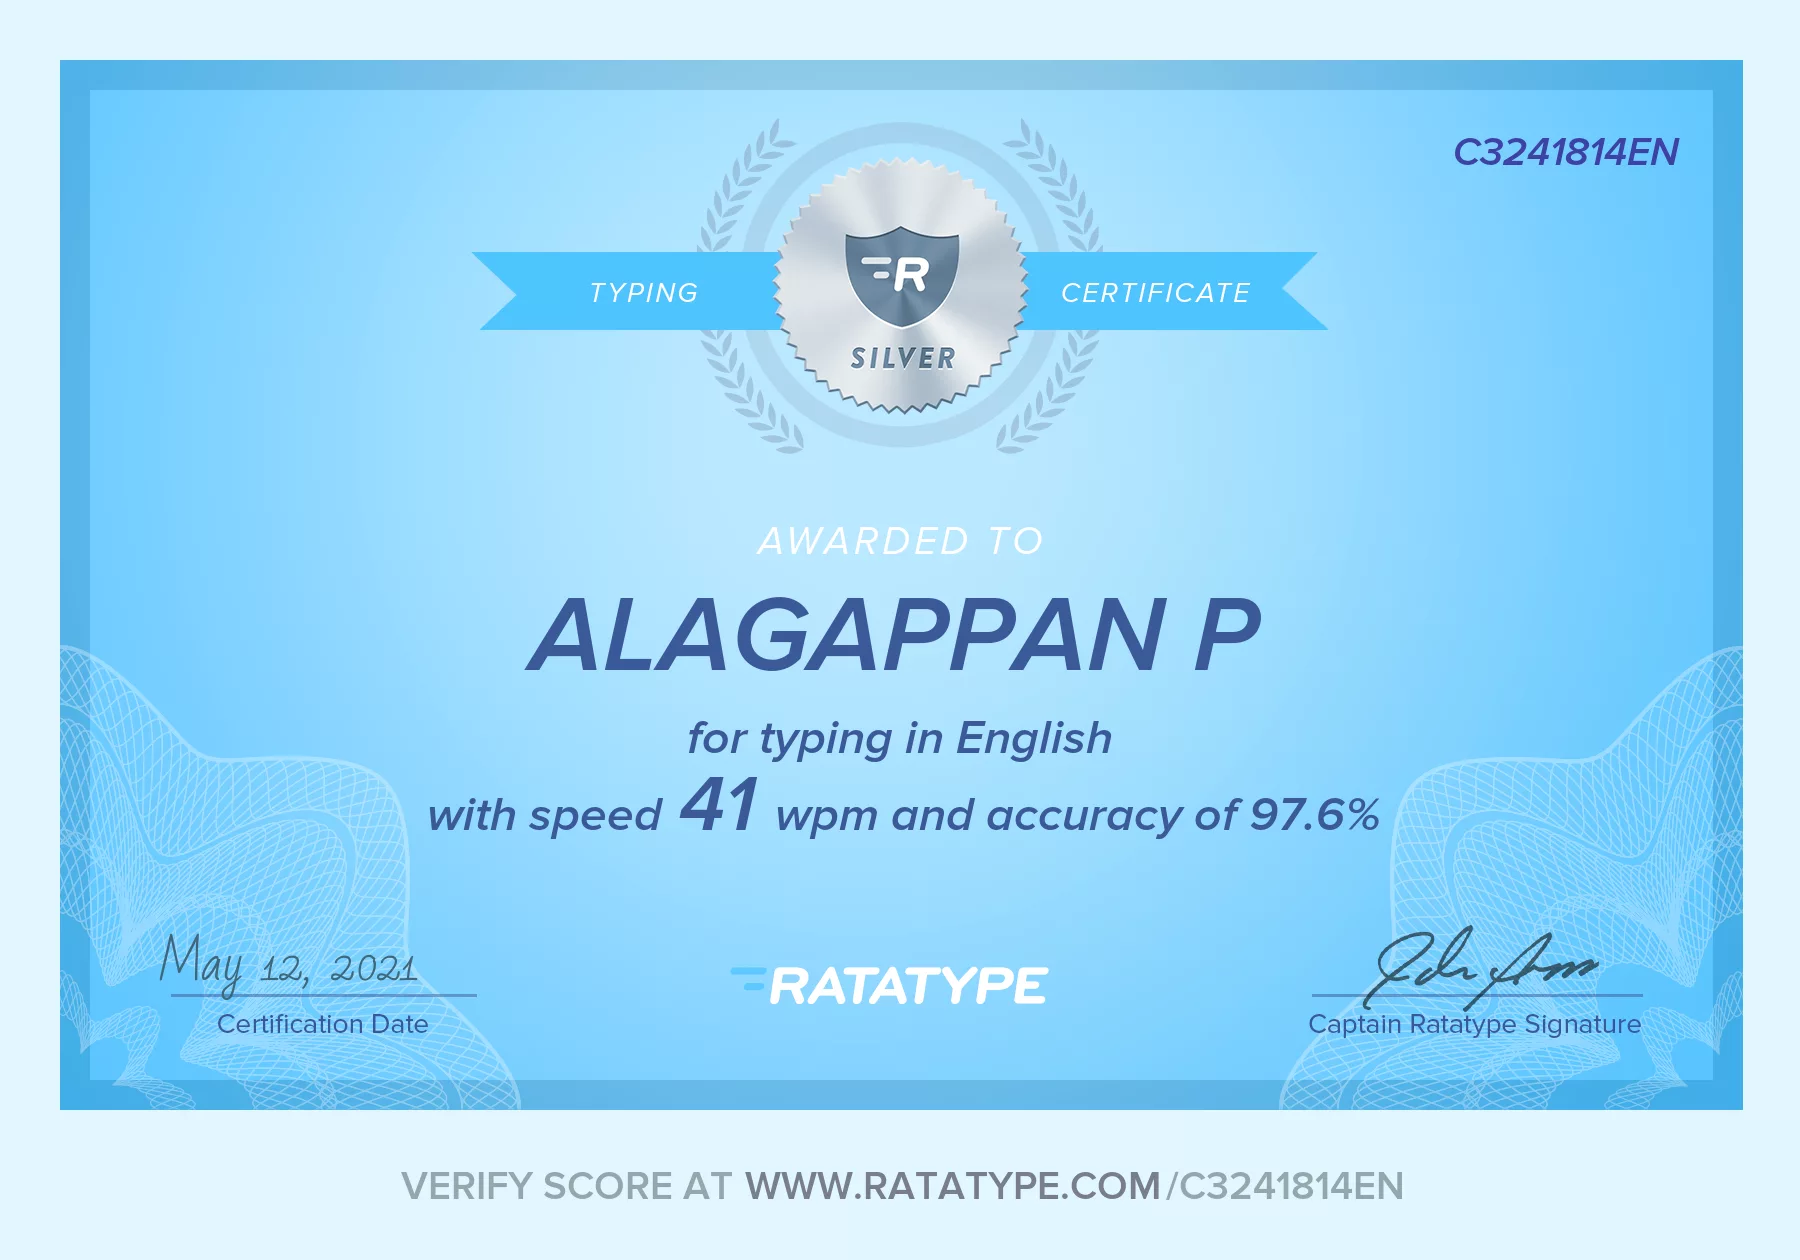 C3241814EN
TYPING CERTIFICATE
R
SILVER
AWARDED TO
ALAGAPPAN P
for typing in English
with speed 41 wpm and accuracy of 97.6%
May 12, 2021
Certification Date
RATATYPE
Captain Ratatype Signature
VERIFY SCORE AT WWW.RATATYPE.COM/C3241814EN